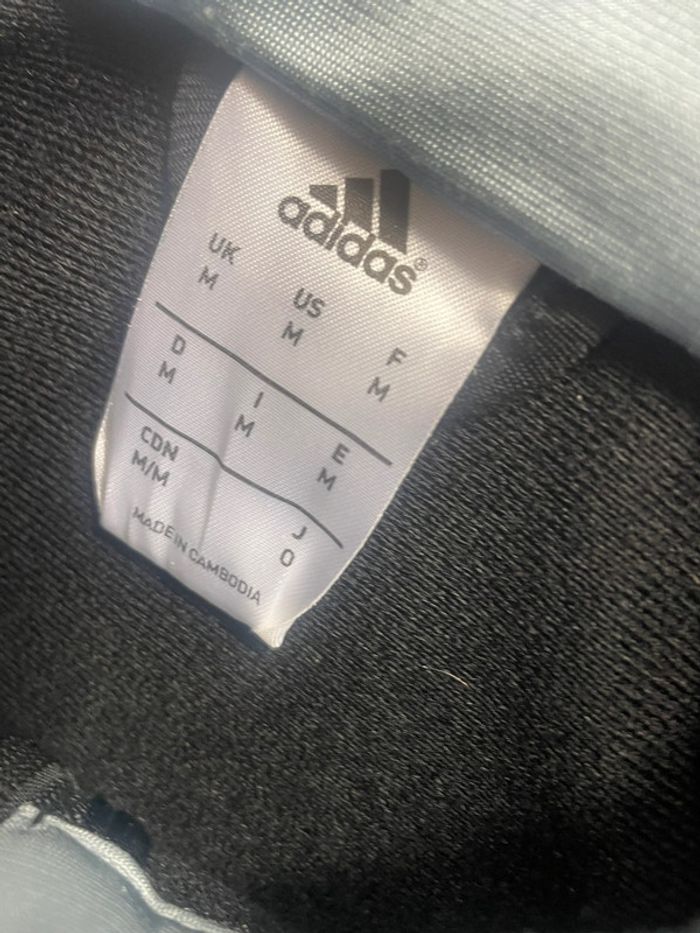 adidas®
UK US F
M M M
D I E
M M M
CDN J
M/M O
MADE IN CAMBODIA